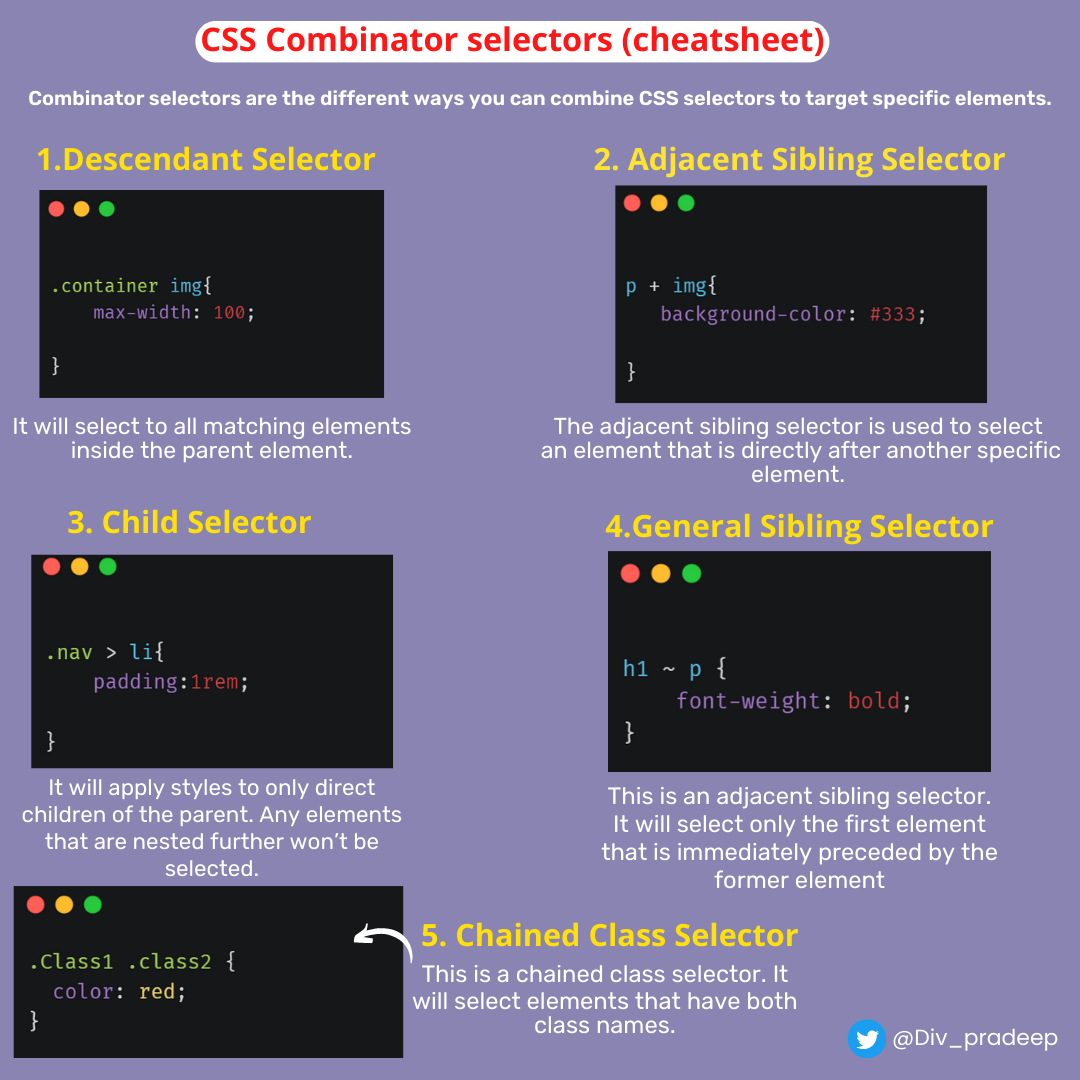 CSS Combinator selectors (cheatsheet)
Combinator selectors are the different ways you can combine CSS selectors to target specific elements.
1.Descendant Selector
.container img{
max-width: 100;
}
It will select to all matching elements
inside the parent element.
2. Adjacent Sibling Selector
p + img{
background-color: #333;
}
The adjacent sibling selector is used to select
an element that is directly after another specific
element.
3. Child Selector
.nav > li{
padding:1rem;
}
It will apply styles to only direct
children of the parent. Any elements
that are nested further won’t be
selected.
4.General Sibling Selector
h1 ~ p {
font-weight: bold;
}
This is an adjacent sibling selector.
It will select only the first element
that is immediately preceded by the
former element
.Class1 .class2 {
color: red;
}
5. Chained Class Selector
This is a chained class selector. It
will select elements that have both
class names.
@Div_pradeep